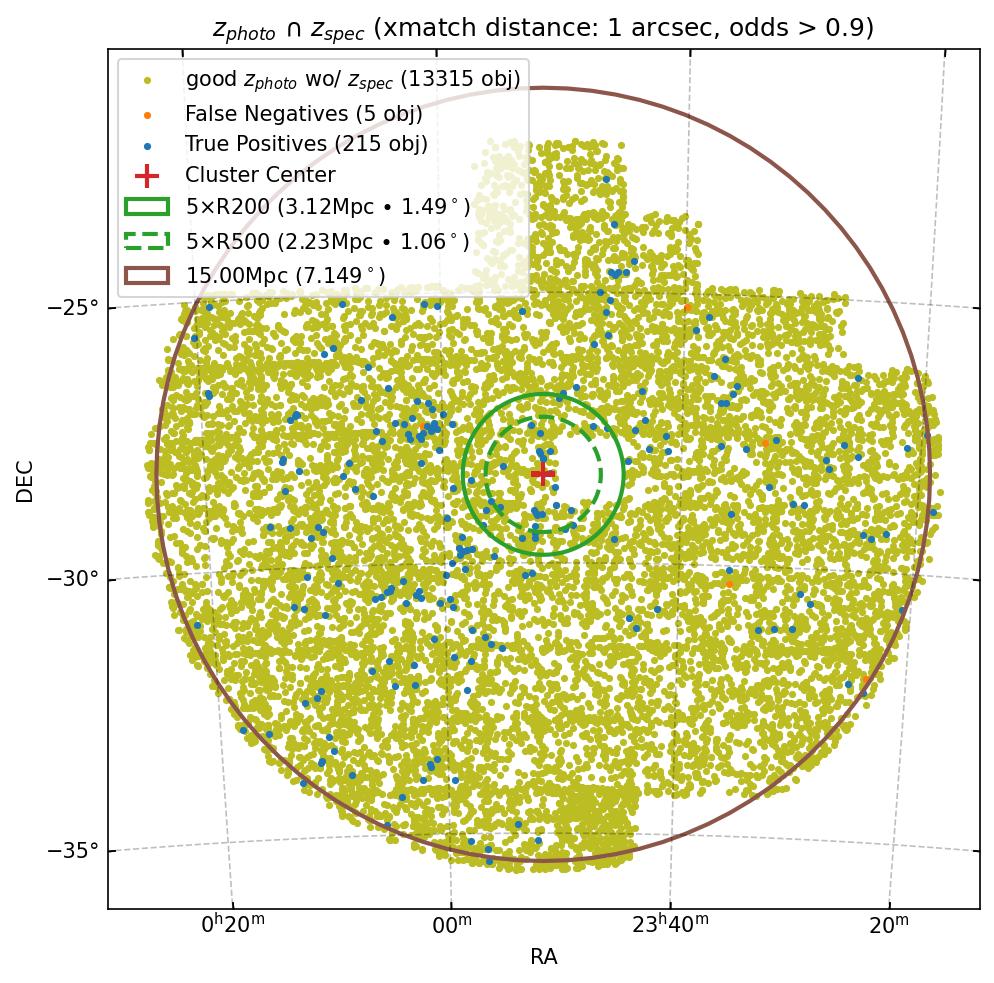 z_photo ∩ z_spec (xmatch distance: 1 arcsec, odds > 0.9)
good z_photo wo/ z_spec (13315 obj)
False Negatives (5 obj)
True Positives (215 obj)
Cluster Center
5×R200 (3.12Mpc • 1.49°)
5×R500 (2.23Mpc • 1.06°)
15.00Mpc (7.149°)
−25°
−30°
−35°
DEC
0ʰ20ᵐ
00ᵐ
23ʰ40ᵐ
20ᵐ
RA